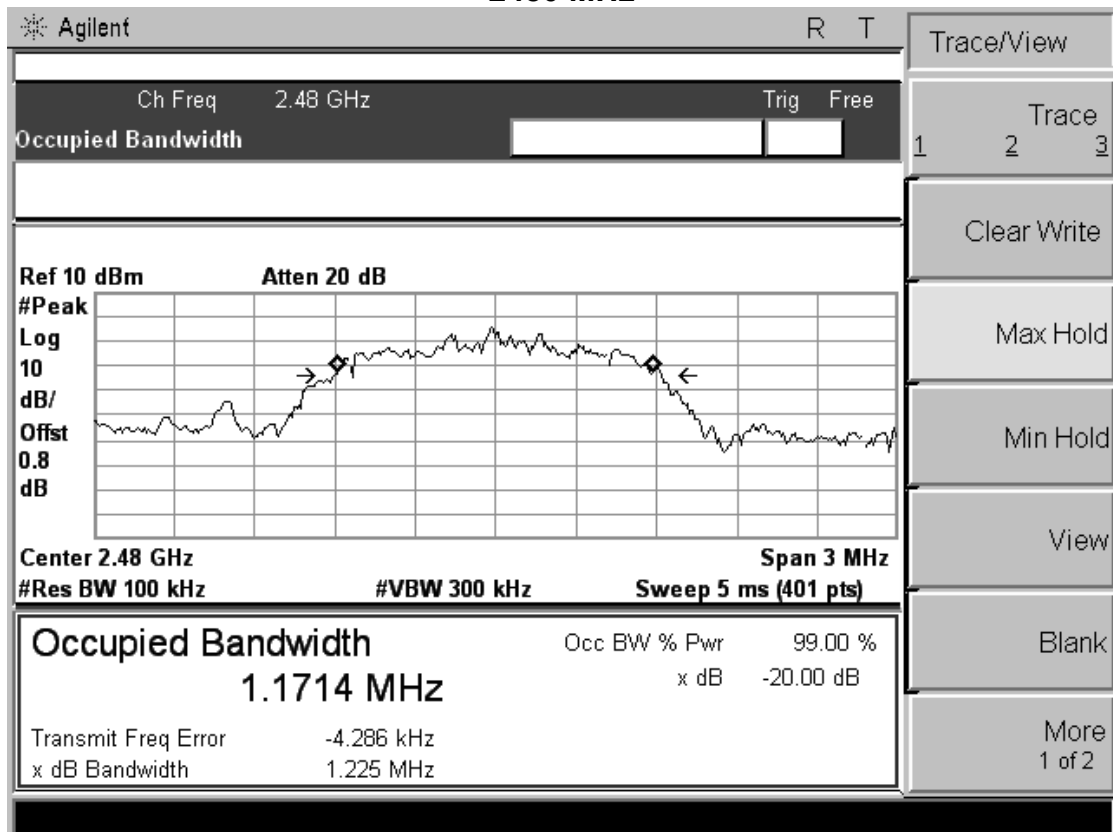 Agilent R T
Trace/View
Ch Freq 2.48 GHz Trig Free
Occupied Bandwidth
Trace
1 2 3
Clear Write
Max Hold
Min Hold
View
Blank
More
1 of 2
Ref 10 dBm Atten 20 dB
#Peak
Log
10
dB/
Offst
0.8
dB
Center 2.48 GHz Span 3 MHz
#Res BW 100 kHz #VBW 300 kHz Sweep 5 ms (401 pts)
Occupied Bandwidth Occ BW % Pwr 99.00 %
1.1714 MHz x dB -20.00 dB
Transmit Freq Error -4.286 kHz
x dB Bandwidth 1.225 MHz